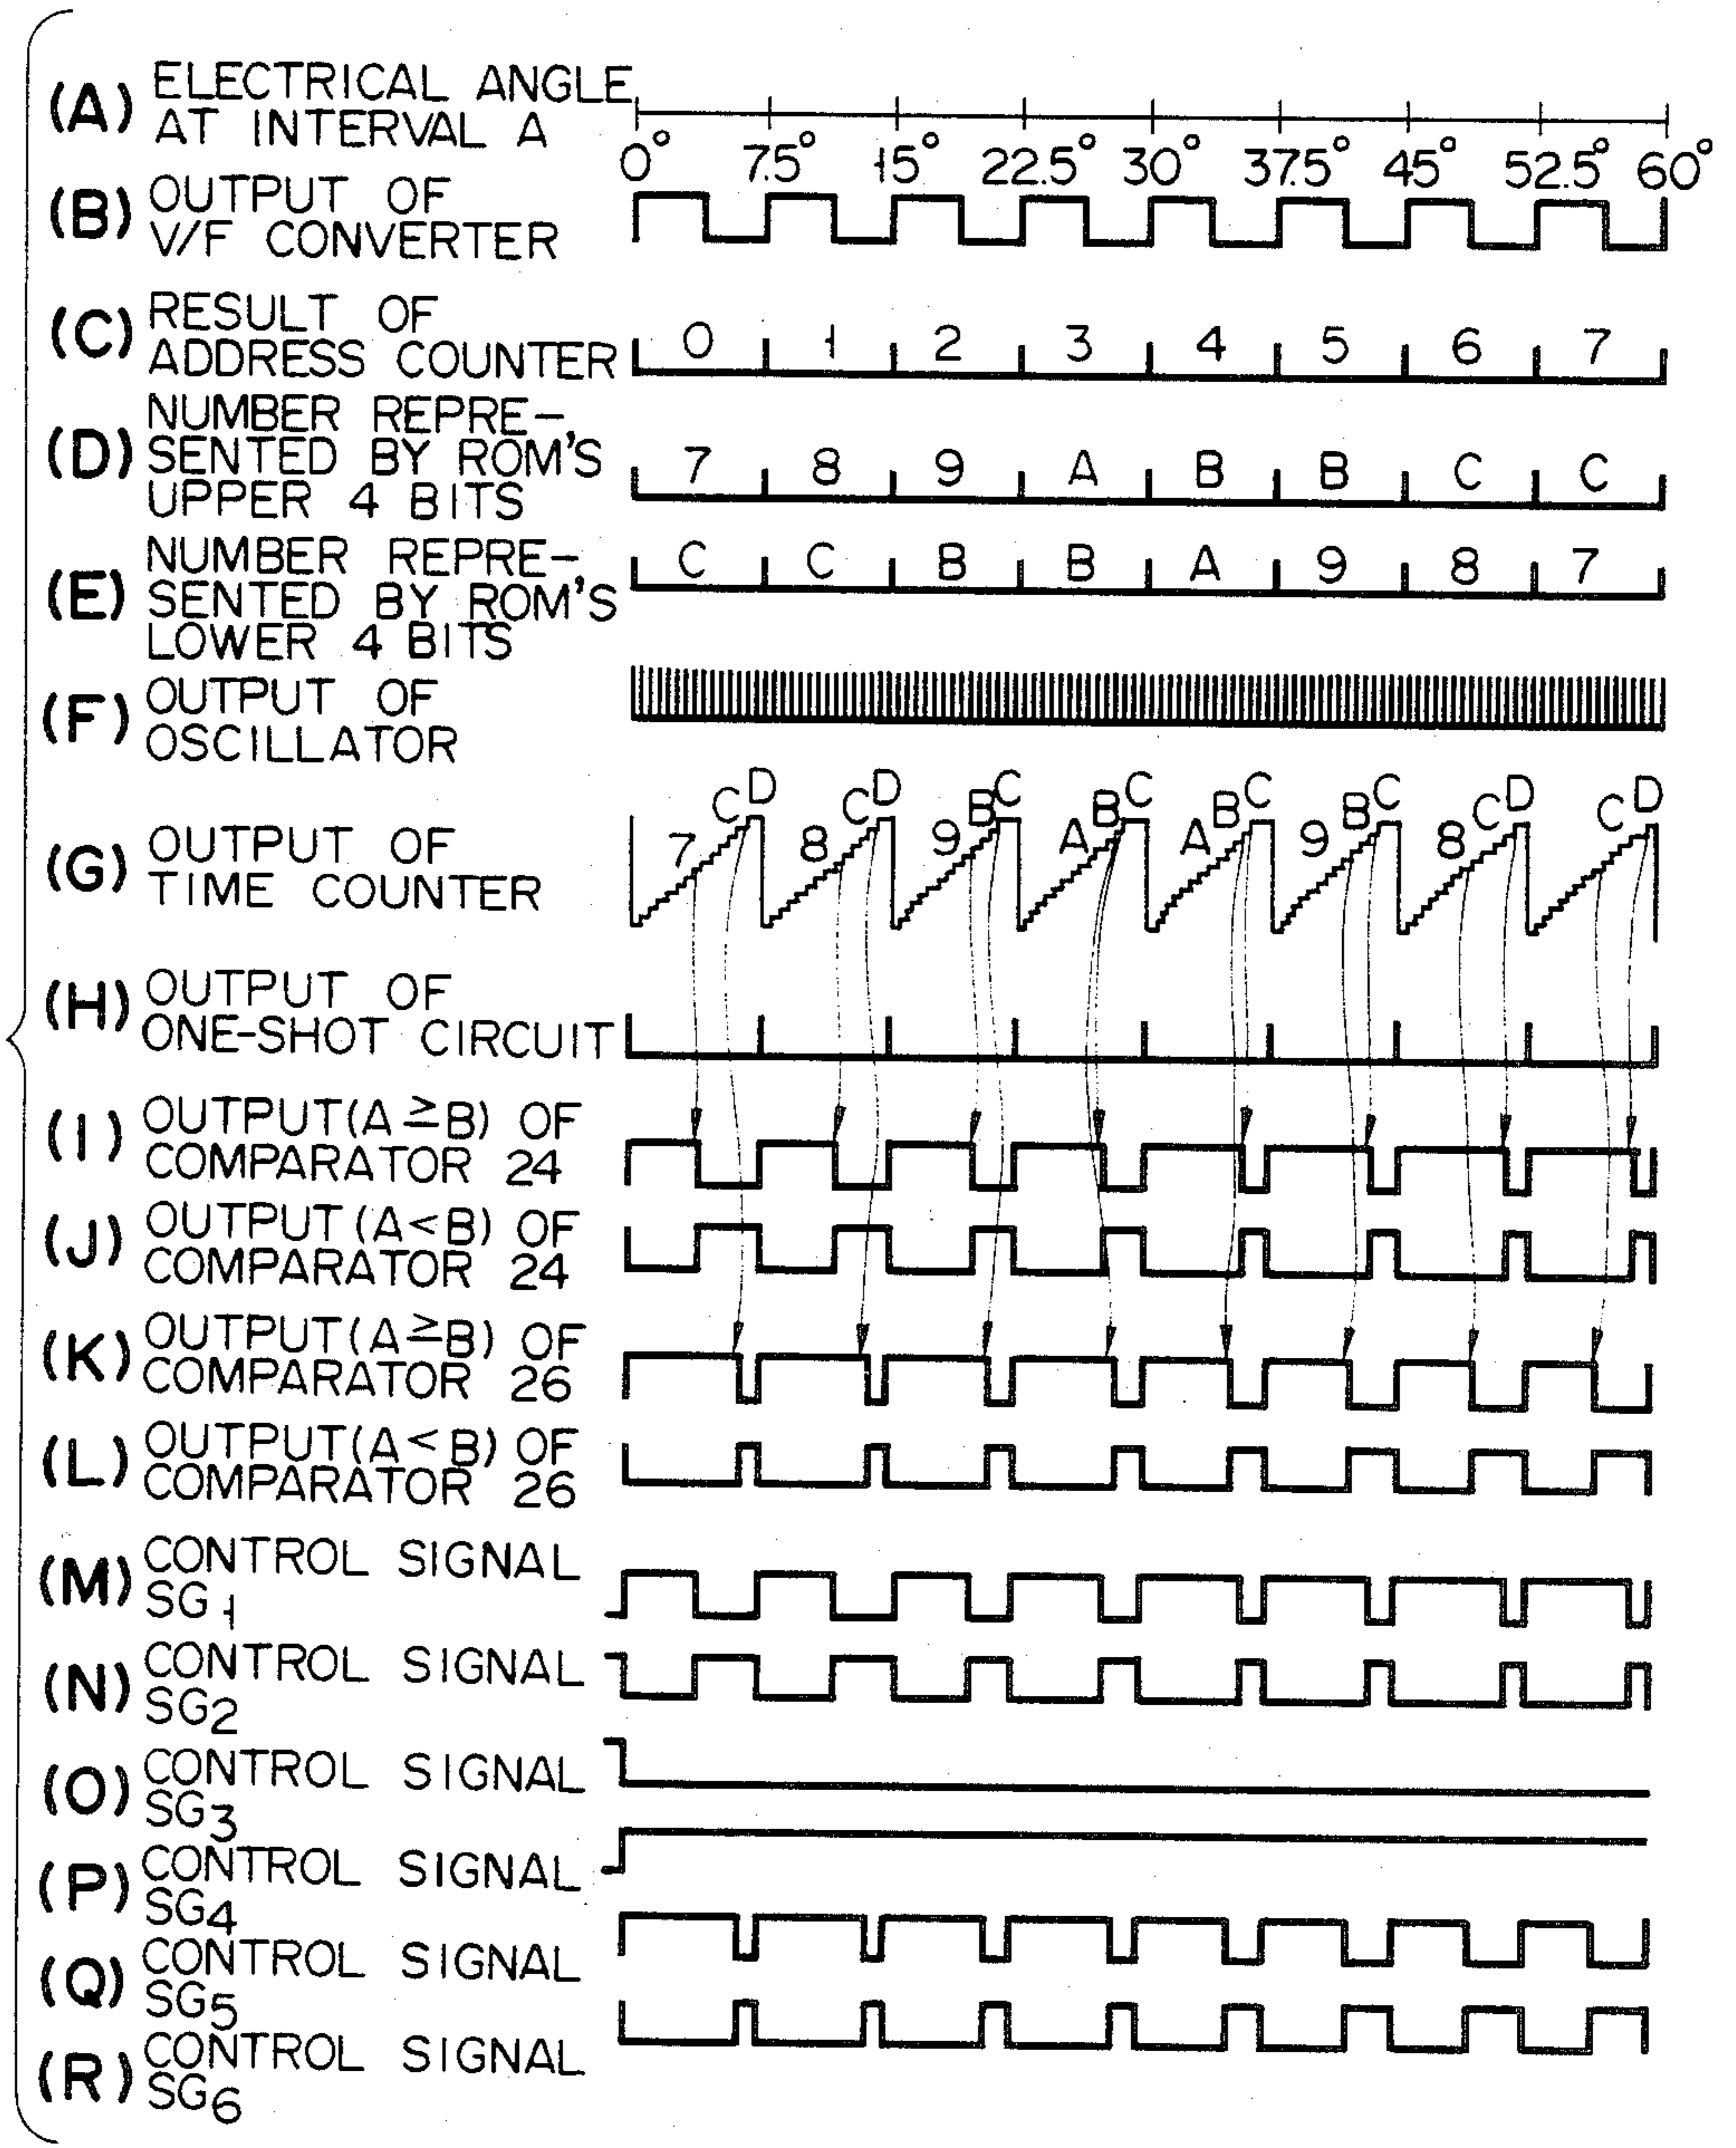 (A) ELECTRICAL ANGLE
AT INTERVAL A
0° 7.5° 15° 22.5° 30° 37.5° 45° 52.5° 60°
(B) OUTPUT OF
V/F CONVERTER
(C) RESULT OF
ADDRESS COUNTER
0 1 2 3 4 5 6 7
(D) NUMBER REPRE-
SENTED BY ROM'S
UPPER 4 BITS
7 8 9 A B B C C
(E) NUMBER REPRE-
SENTED BY ROM'S
LOWER 4 BITS
C C B B A 9 8 7
(F) OUTPUT OF
OSCILLATOR
(G) OUTPUT OF
TIME COUNTER
7 C D 8 C D 9 B C A B C A B C 9 B C 8 C D C D
(H) OUTPUT OF
ONE-SHOT CIRCUIT
(I) OUTPUT(A≥B) OF
COMPARATOR 24
(J) OUTPUT(A<B) OF
COMPARATOR 24
(K) OUTPUT(A≥B) OF
COMPARATOR 26
(L) OUTPUT(A<B) OF
COMPARATOR 26
(M) CONTROL SIGNAL
SG1
(N) CONTROL SIGNAL
SG2
(O) CONTROL SIGNAL
SG3
(P) CONTROL SIGNAL
SG4
(Q) CONTROL SIGNAL
SG5
(R) CONTROL SIGNAL
SG6